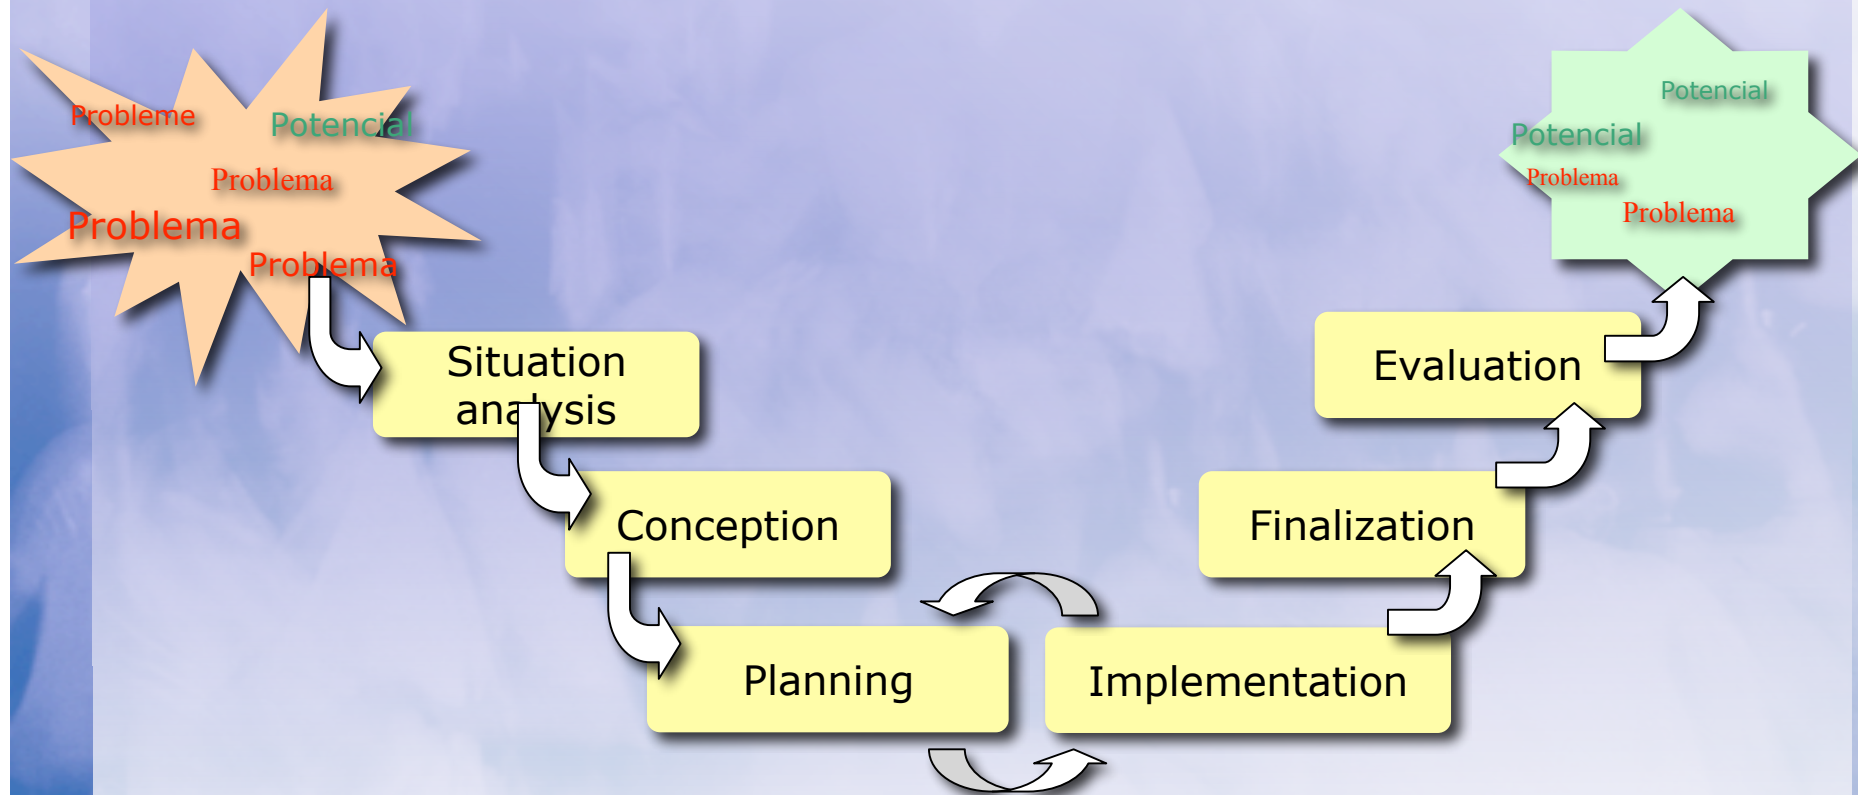 Probleme
Potencial
Problema
Problema
Problema
Potencial
Potencial
Problema
Problema
Situation
analysis
Conception
Planning
Implementation
Finalization
Evaluation